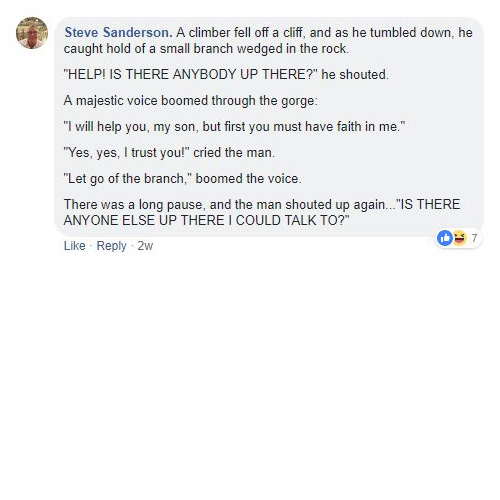 Steve Sanderson. A climber fell off a cliff, and as he tumbled down, he
caught hold of a small branch wedged in the rock.
"HELP! IS THERE ANYBODY UP THERE?" he shouted.
A majestic voice boomed through the gorge:
"I will help you, my son, but first you must have faith in me."
"Yes, yes, I trust you!" cried the man.
"Let go of the branch," boomed the voice.
There was a long pause, and the man shouted up again..."IS THERE
ANYONE ELSE UP THERE I COULD TALK TO?"
7
Like · Reply · 2w